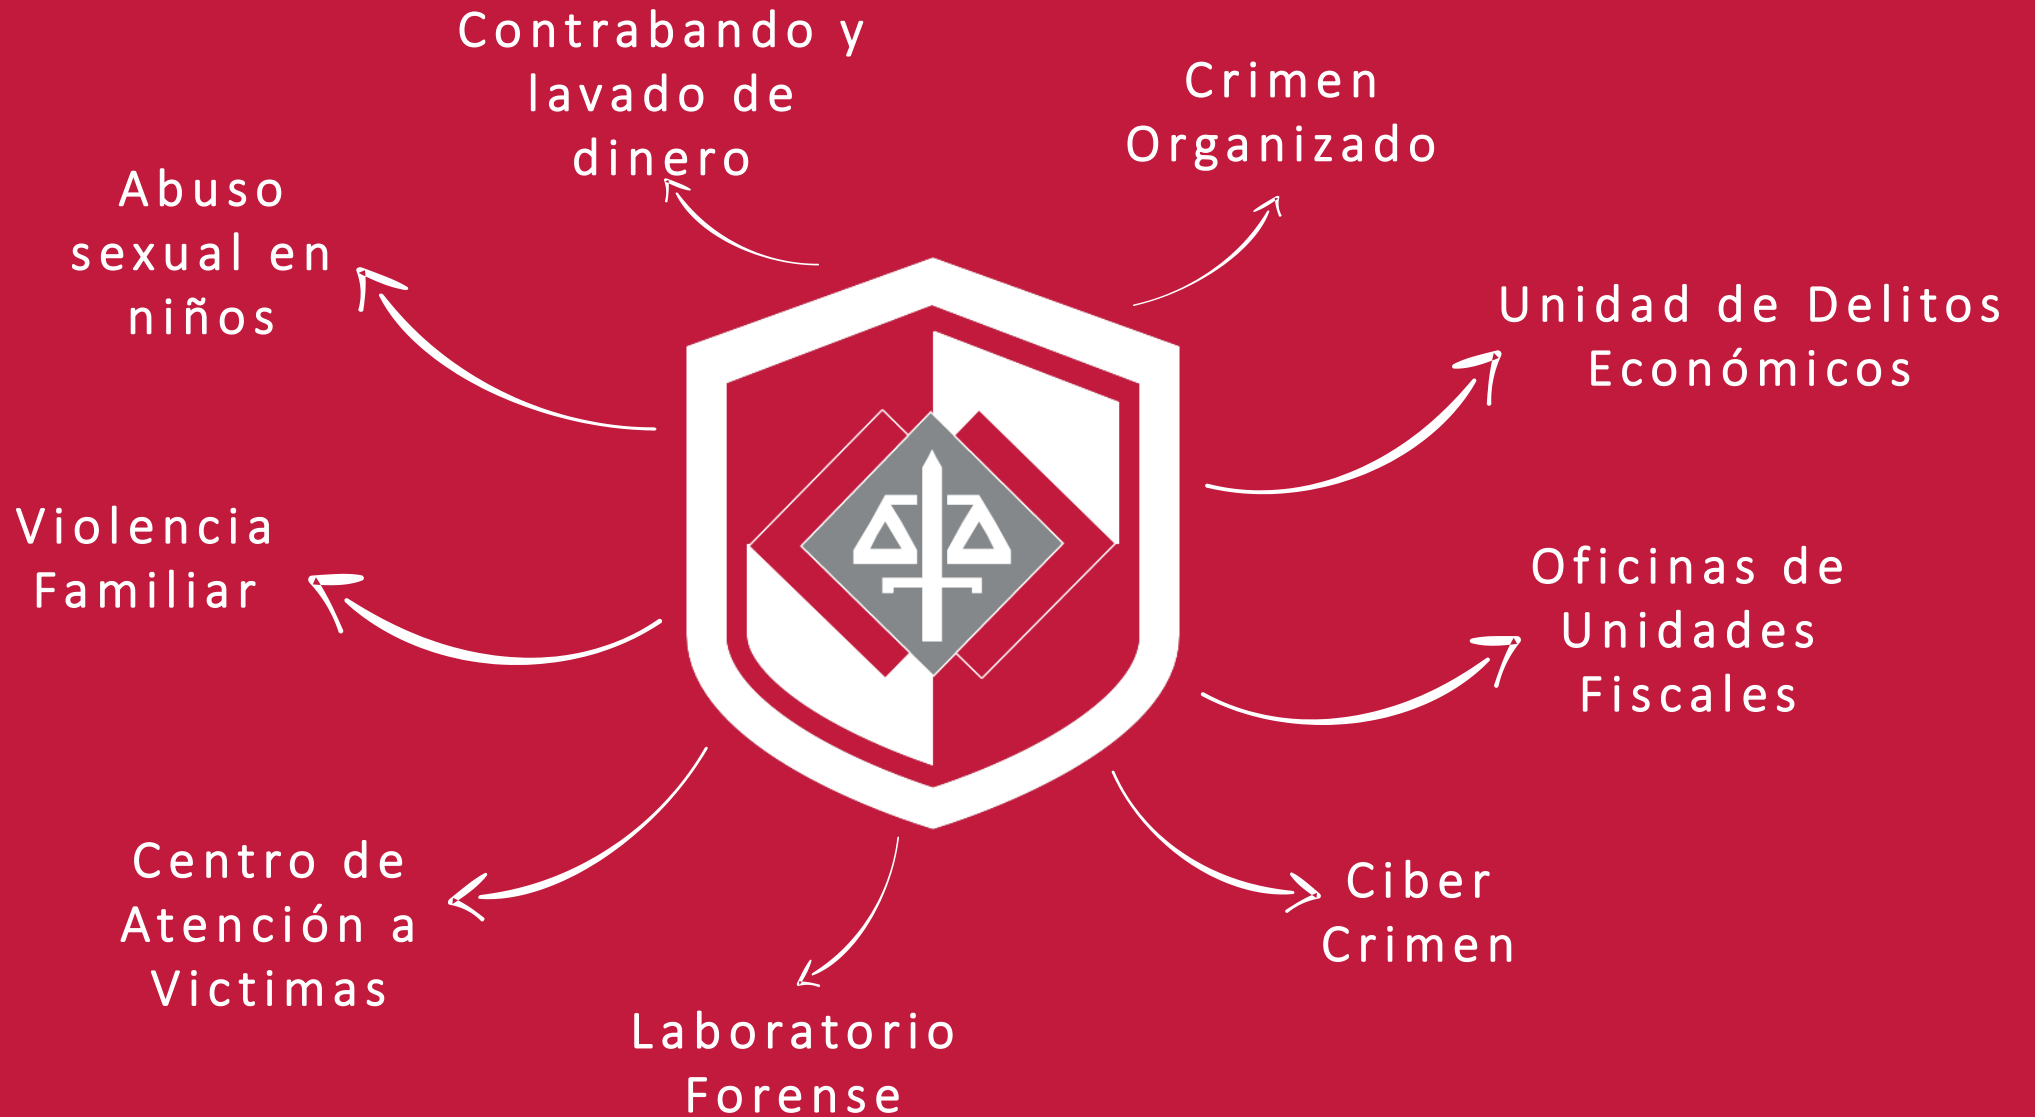 Contrabando y
lavado de
dinero
Crimen
Organizado
Abuso
sexual en
niños
Unidad de Delitos
Económicos
Violencia
Familiar
Oficinas de
Unidades
Fiscales
Centro de
Atención a
Victimas
Ciber
Crimen
Laboratorio
Forense